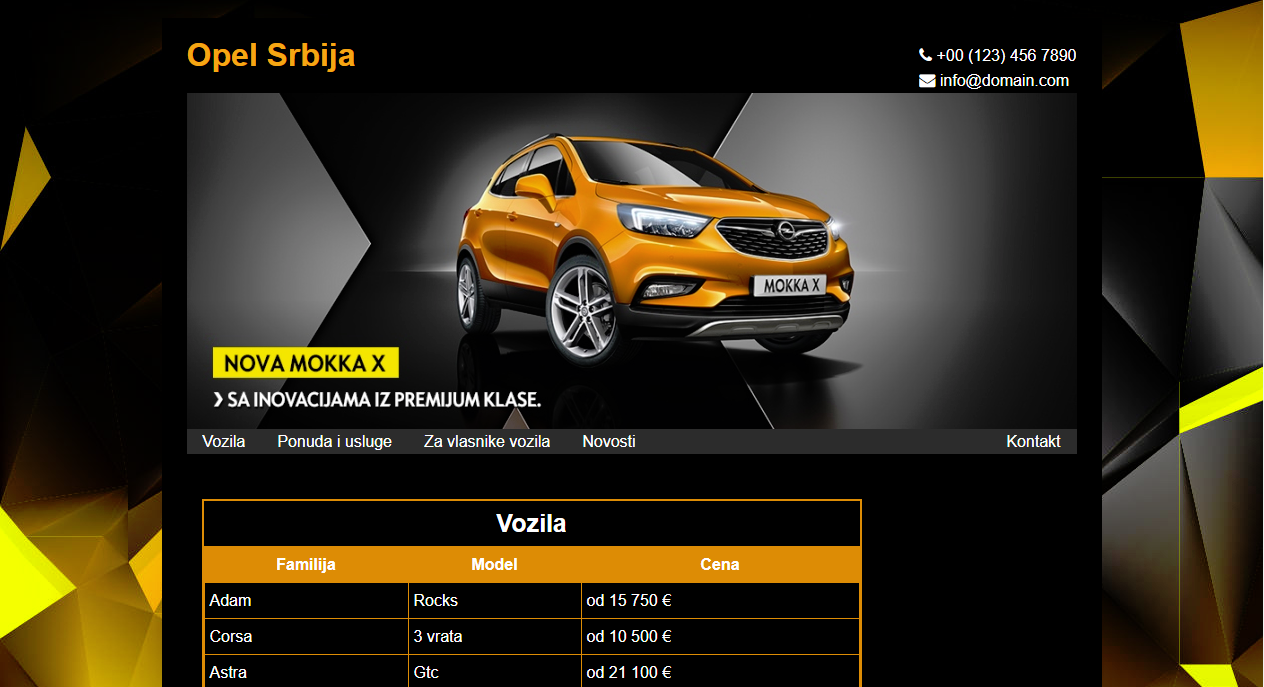 Opel Srbija
+00 (123) 456 7890
info@domain.com
MOKKA X
NOVA MOKKA X
❯ SA INOVACIJAMA IZ PREMIJUM KLASE.
Vozila Ponuda i usluge Za vlasnike vozila Novosti Kontakt
Vozila
Familija Model Cena
Adam Rocks od 15 750 €
Corsa 3 vrata od 10 500 €
Astra Gtc od 21 100 €